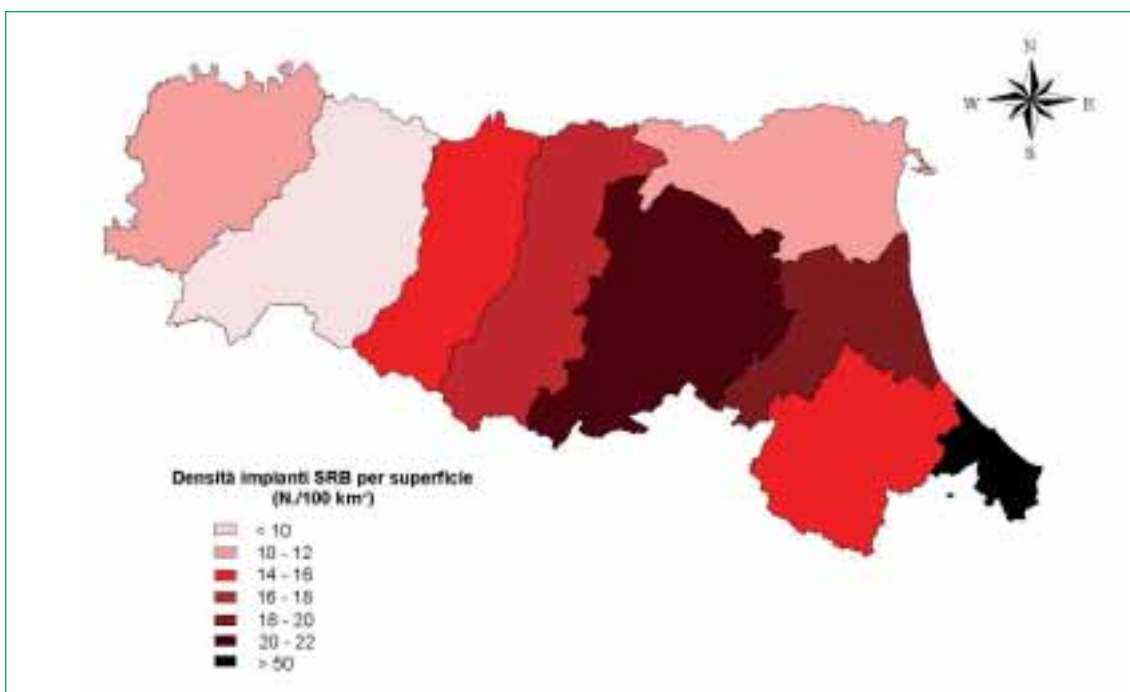 N
W E
S
Densità impianti SRB per superficie
(N./100 km²)
< 10
10 - 12
14 - 16
16 - 18
18 - 20
20 - 22
> 50